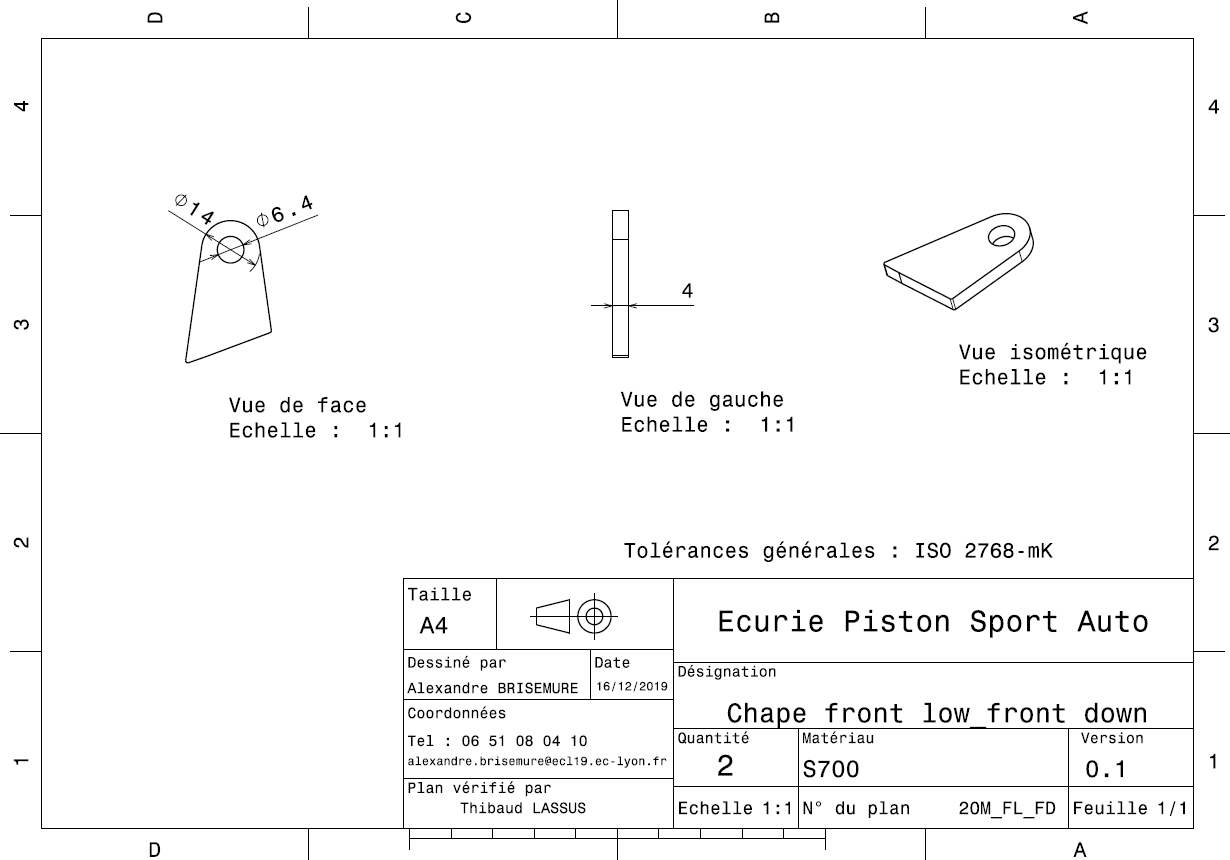 D C B A
4 4
⌀14 ⌀6.4
4
3 3
Vue de face
Echelle : 1:1
Vue de gauche
Echelle : 1:1
Vue isométrique
Echelle : 1:1
2 2
Tolérances générales : ISO 2768-mK
Taille
A4
Ecurie Piston Sport Auto
Dessiné par
Alexandre BRISEMURE
Date
16/12/2019
Désignation
Chape front low_front down
Coordonnées
Tel : 06 51 08 04 10
alexandre.brisemure@ecl19.ec-lyon.fr
Quantité
2
Matériau
S700
Version
0.1
Plan vérifié par
Thibaud LASSUS
Echelle 1:1
N° du plan 20M_FL_FD
Feuille 1/1
1 1
D A